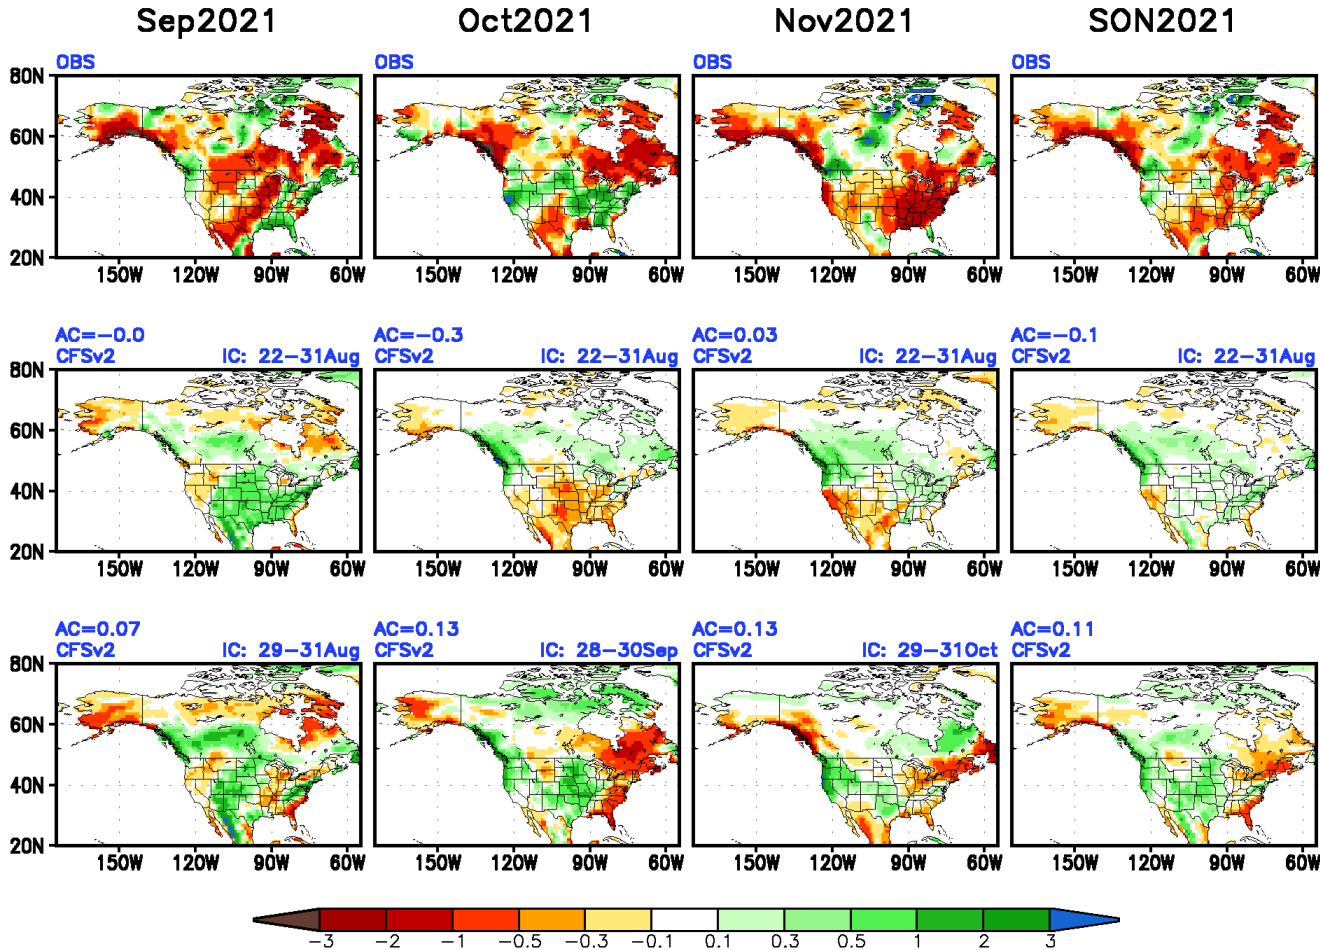 Sep2021 Oct2021 Nov2021 SON2021
OBS OBS OBS OBS
80N
60N
40N
20N
150W 120W 90W 60W 150W 120W 90W 60W 150W 120W 90W 60W 150W 120W 90W 60W
AC=−0.0 AC=−0.3 AC=0.03 AC=−0.1
CFSv2 IC: 22−31Aug CFSv2 IC: 22−31Aug CFSv2 IC: 22−31Aug CFSv2 IC: 22−31Aug
80N
60N
40N
20N
150W 120W 90W 60W 150W 120W 90W 60W 150W 120W 90W 60W 150W 120W 90W 60W
AC=0.07 AC=0.13 AC=0.13 AC=0.11
CFSv2 IC: 29−31Aug CFSv2 IC: 28−30Sep CFSv2 IC: 29−31Oct CFSv2
80N
60N
40N
20N
150W 120W 90W 60W 150W 120W 90W 60W 150W 120W 90W 60W 150W 120W 90W 60W
−3 −2 −1 −0.5 −0.3 −0.1 0.1 0.3 0.5 1 2 3